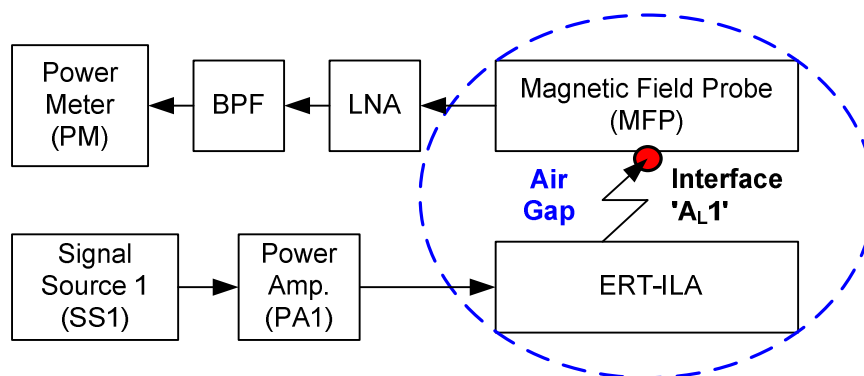 Power
Meter
(PM)
BPF
LNA
Magnetic Field Probe
(MFP)
Air
Gap
Interface
'AL1'
Signal
Source 1
(SS1)
Power
Amp.
(PA1)
ERT-ILA